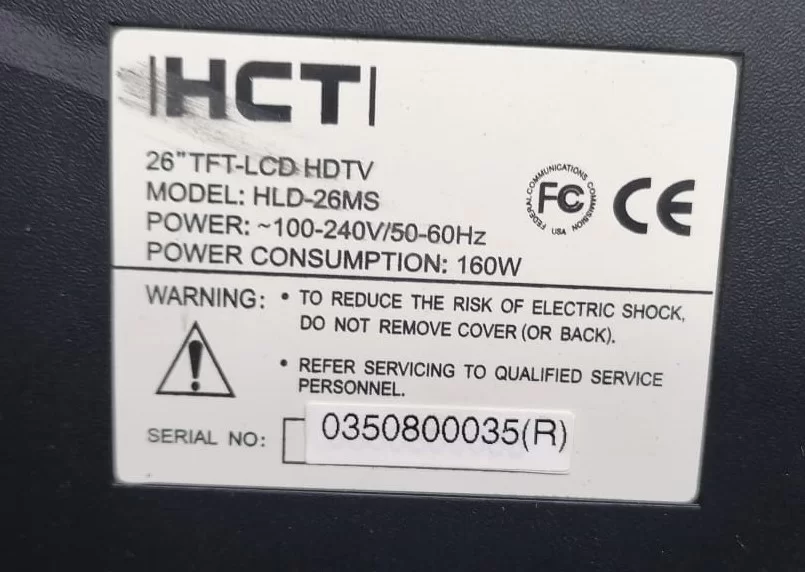 HCT
26" TFT-LCD HDTV
MODEL: HLD-26MS
POWER: ~100-240V/50-60Hz
POWER CONSUMPTION: 160W
FEDERAL COMMUNICATIONS COMMISSION
FC
USA
CE
WARNING: • TO REDUCE THE RISK OF ELECTRIC SHOCK,
DO NOT REMOVE COVER (OR BACK).
• REFER SERVICING TO QUALIFIED SERVICE
PERSONNEL.
!
SERIAL NO: 0350800035(R)